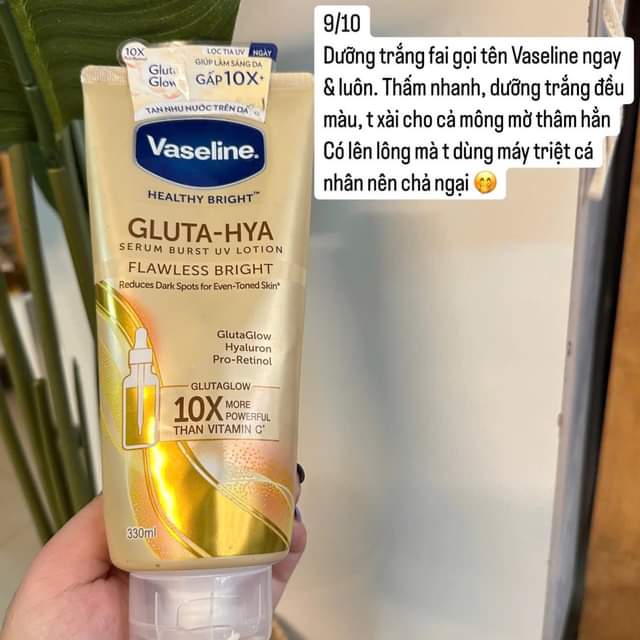 9/10
Dưỡng trắng fai gọi tên Vaseline ngay
& luôn. Thấm nhanh, dưỡng trắng đều
màu, t xài cho cả mông mờ thâm hẳn
Có lên lông mà t dùng máy triệt cá
nhân nên chả ngại 🤭
10X
LỌC TIA UV NGÀY
GIÚP LÀM SÁNG DA
GẤP 10X+
Gluta
Glow
TAN NHƯ NƯỚC TRÊN DA
Vaseline.
HEALTHY BRIGHT™
GLUTA-HYA
SERUM BURST UV LOTION
FLAWLESS BRIGHT
Reduces Dark Spots for Even-Toned Skin*
GlutaGlow
Hyaluron
Pro-Retinol
GLUTAGLOW
10X MORE POWERFUL
THAN VITAMIN C*
330ml